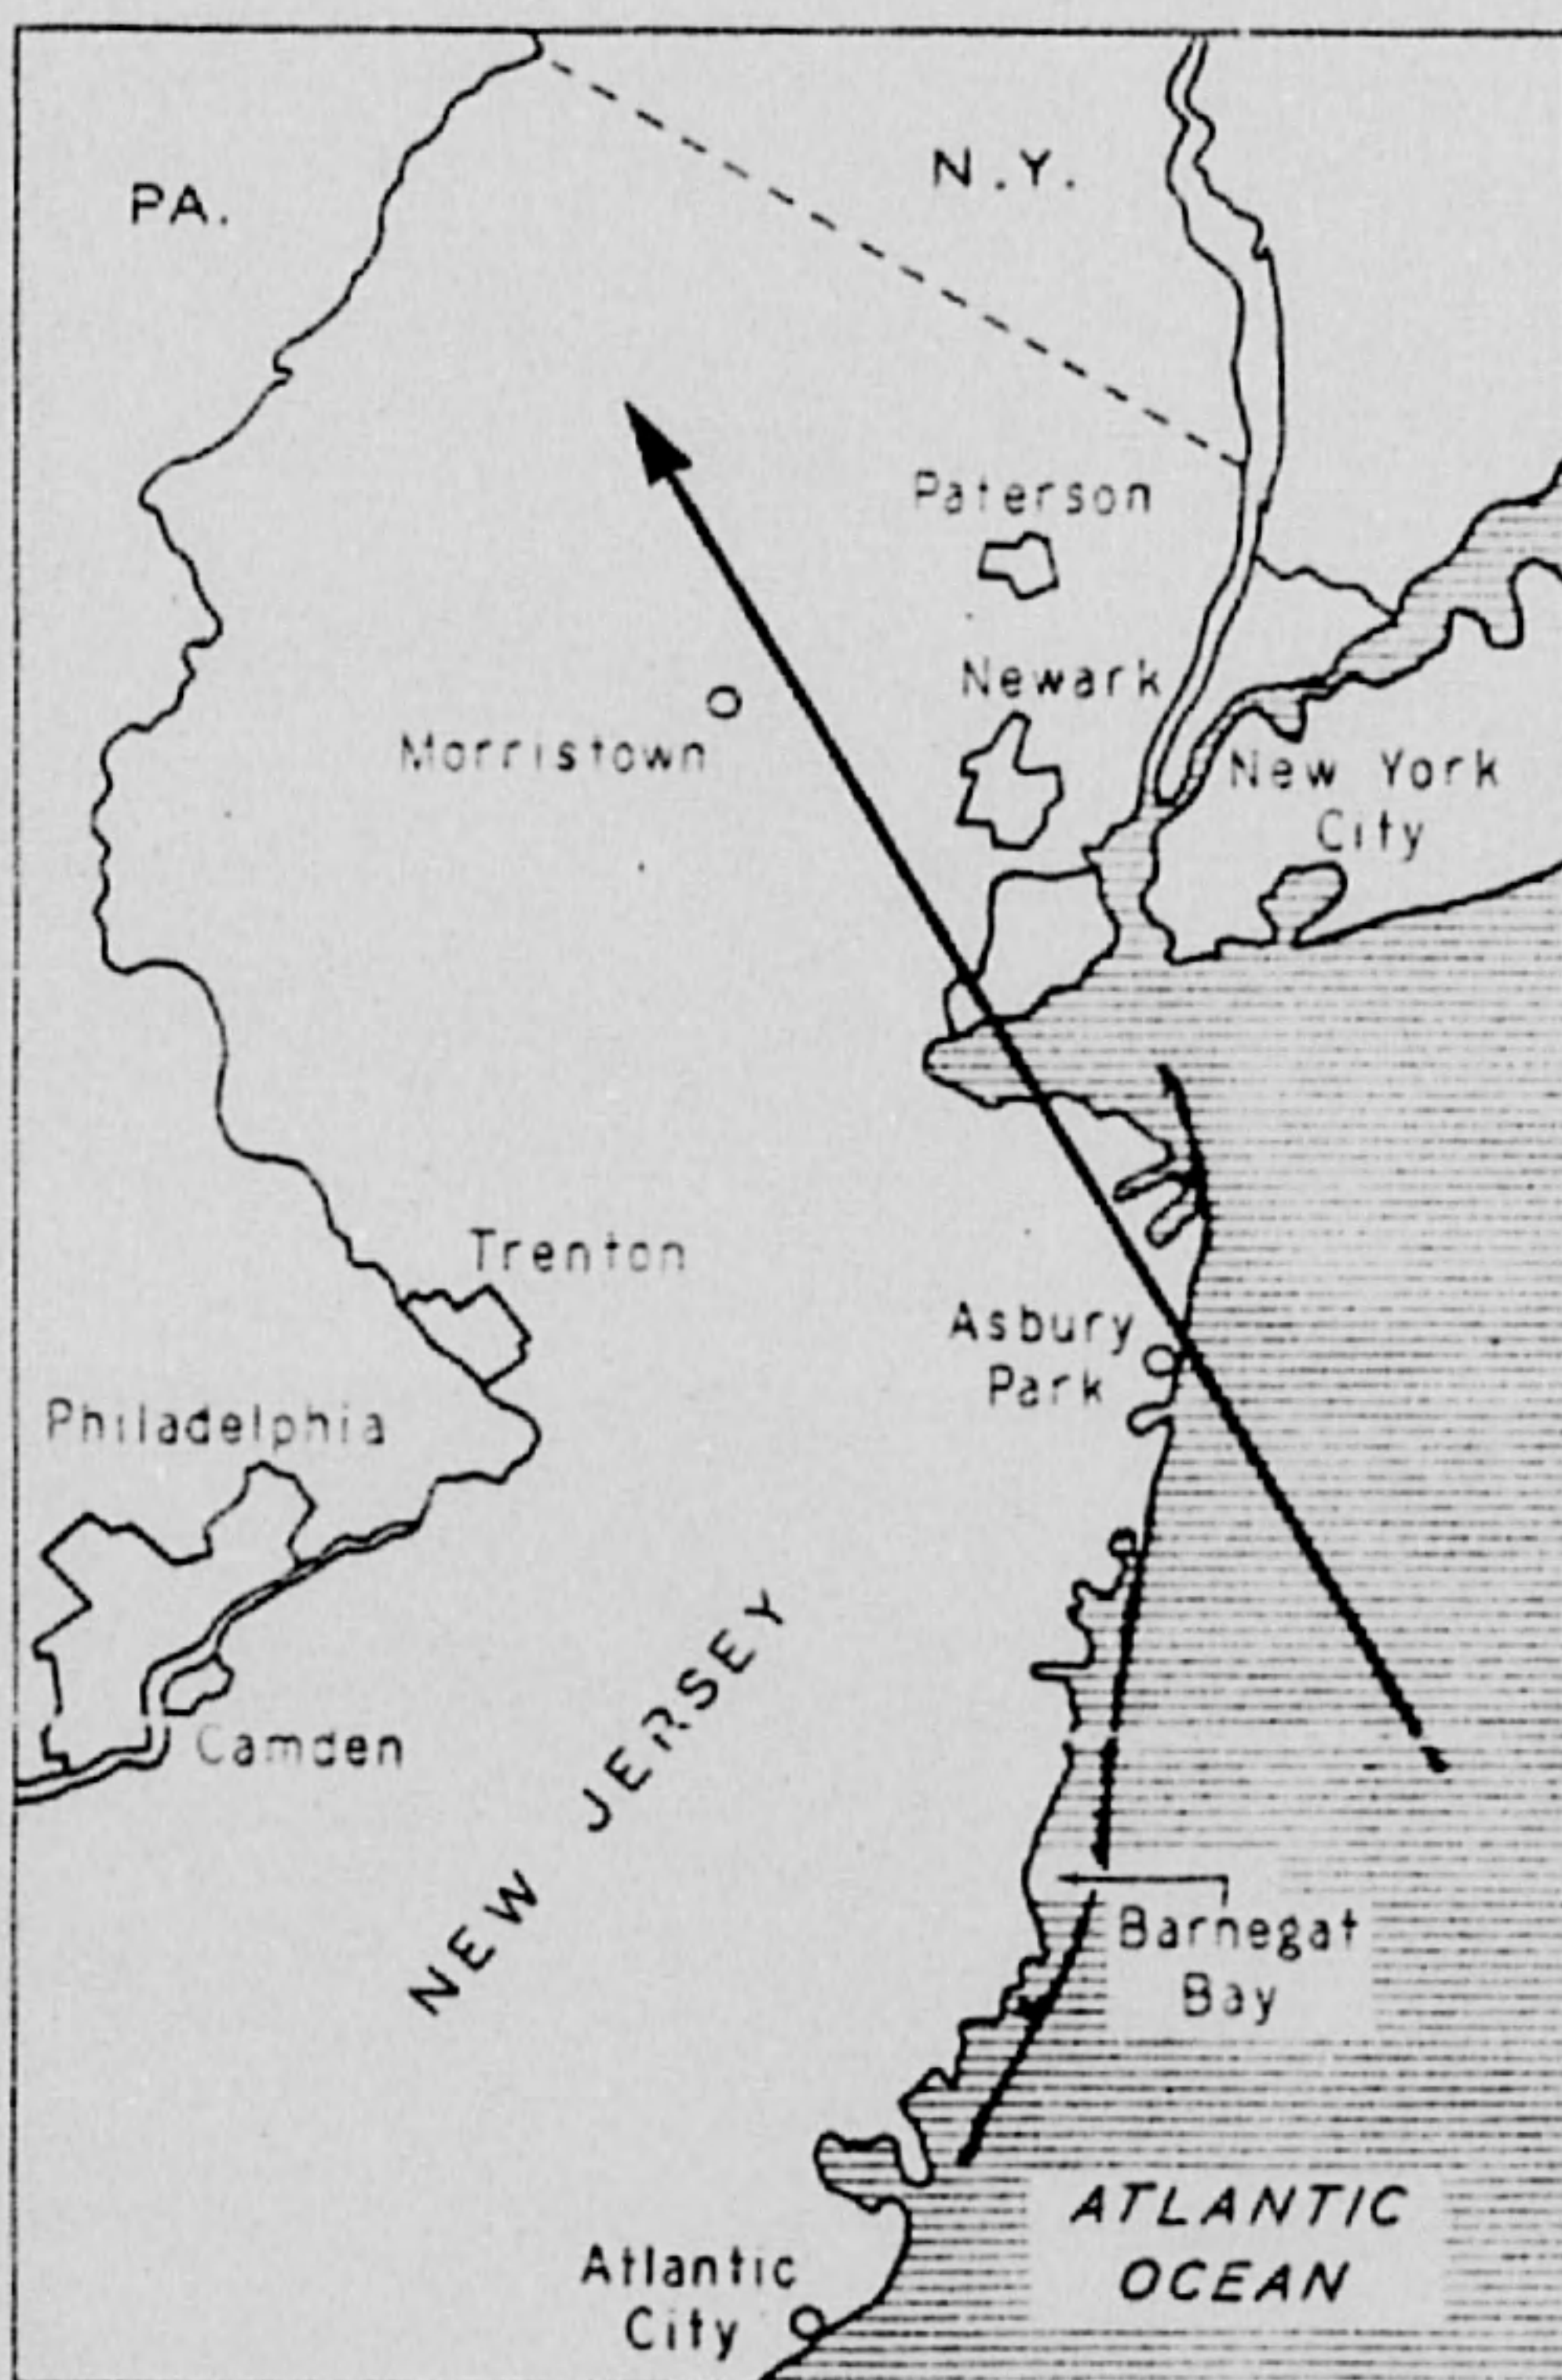 PA.
N.Y.
Paterson
Newark
Morristown
New York
City
Trenton
Asbury
Park
Philadelphia
NEW JERSEY
Camden
Barnegat
Bay
ATLANTIC
OCEAN
Atlantic
City